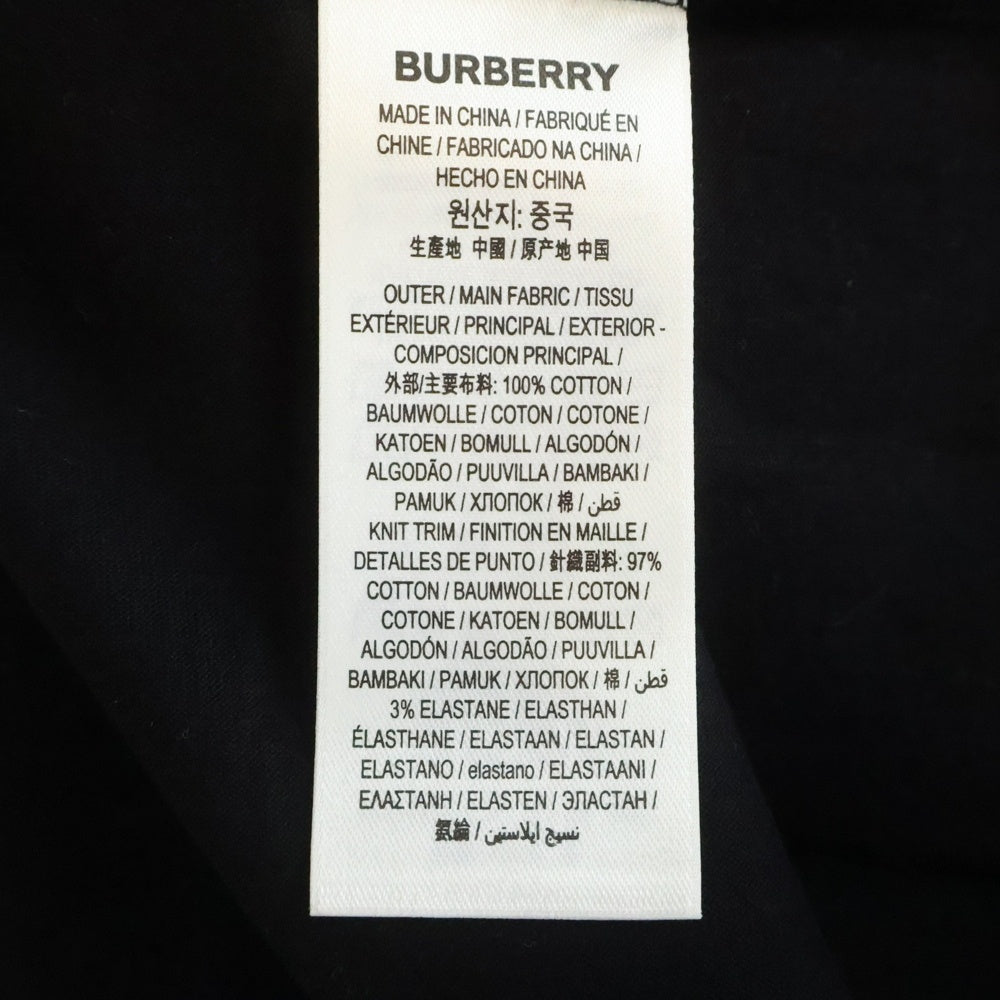 BURBERRY
MADE IN CHINA / FABRIQUÉ EN
CHINE / FABRICADO NA CHINA /
HECHO EN CHINA
원산지: 중국
生產地 中國 / 原产地 中国
OUTER / MAIN FABRIC / TISSU
EXTÉRIEUR / PRINCIPAL / EXTERIOR -
COMPOSICION PRINCIPAL /
外部/主要布料: 100% COTTON /
BAUMWOLLE / COTON / COTONE /
KATOEN / BOMULL / ALGODÓN /
ALGODÃO / PUUVILLA / BAMBAKI /
PAMUK / ХЛОПОК / 棉 / قطن
KNIT TRIM / FINITION EN MAILLE /
DETALLES DE PUNTO / 針織副料: 97%
COTTON / BAUMWOLLE / COTON /
COTONE / KATOEN / BOMULL /
ALGODÓN / ALGODÃO / PUUVILLA /
BAMBAKI / PAMUK / ХЛОПОК / 棉 / قطن
3% ELASTANE / ELASTHAN /
ÉLASTHANE / ELASTAAN / ELASTAN /
ELASTANO / elastano / ELASTAANI /
ΕΛΑΣΤΑΝΗ / ELASTEN / ЭЛАСТАН /
氨綸 / نسيج ايلاستين